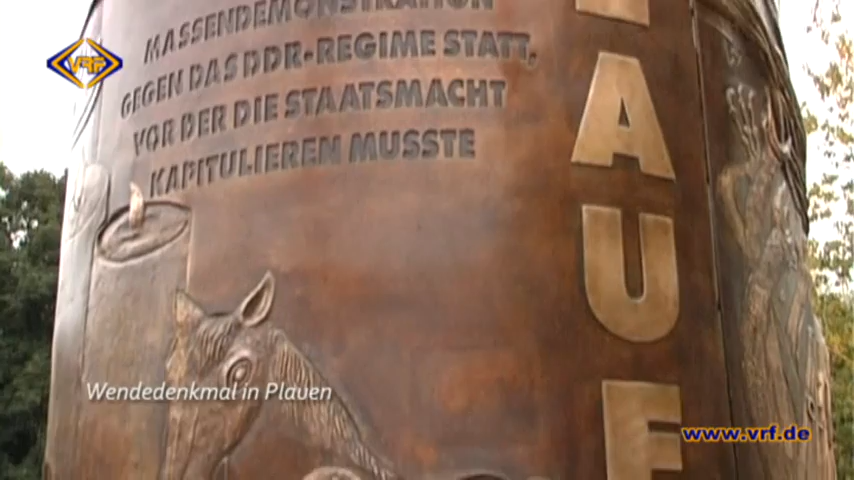 VRF
MASSENDEMONSTRATION
GEGEN DAS DDR-REGIME STATT,
VOR DER DIE STAATSMACHT
KAPITULIEREN MUSSTE
A
U
Wendedenkmal in Plauen
www.vrf.de